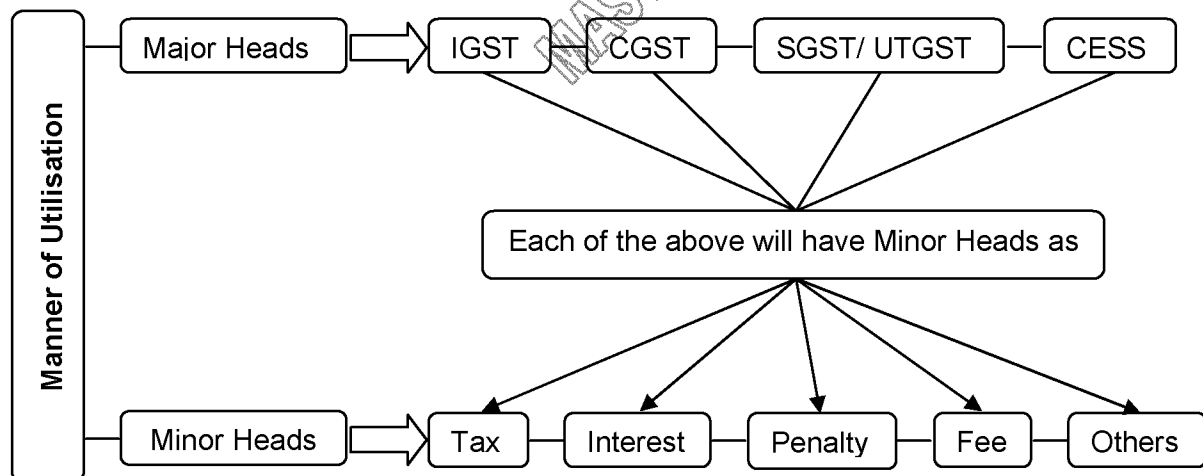 Manner of Utilisation
Major Heads
IGST
CGST
SGST/ UTGST
CESS
Each of the above will have Minor Heads as
Minor Heads
Tax
Interest
Penalty
Fee
Others